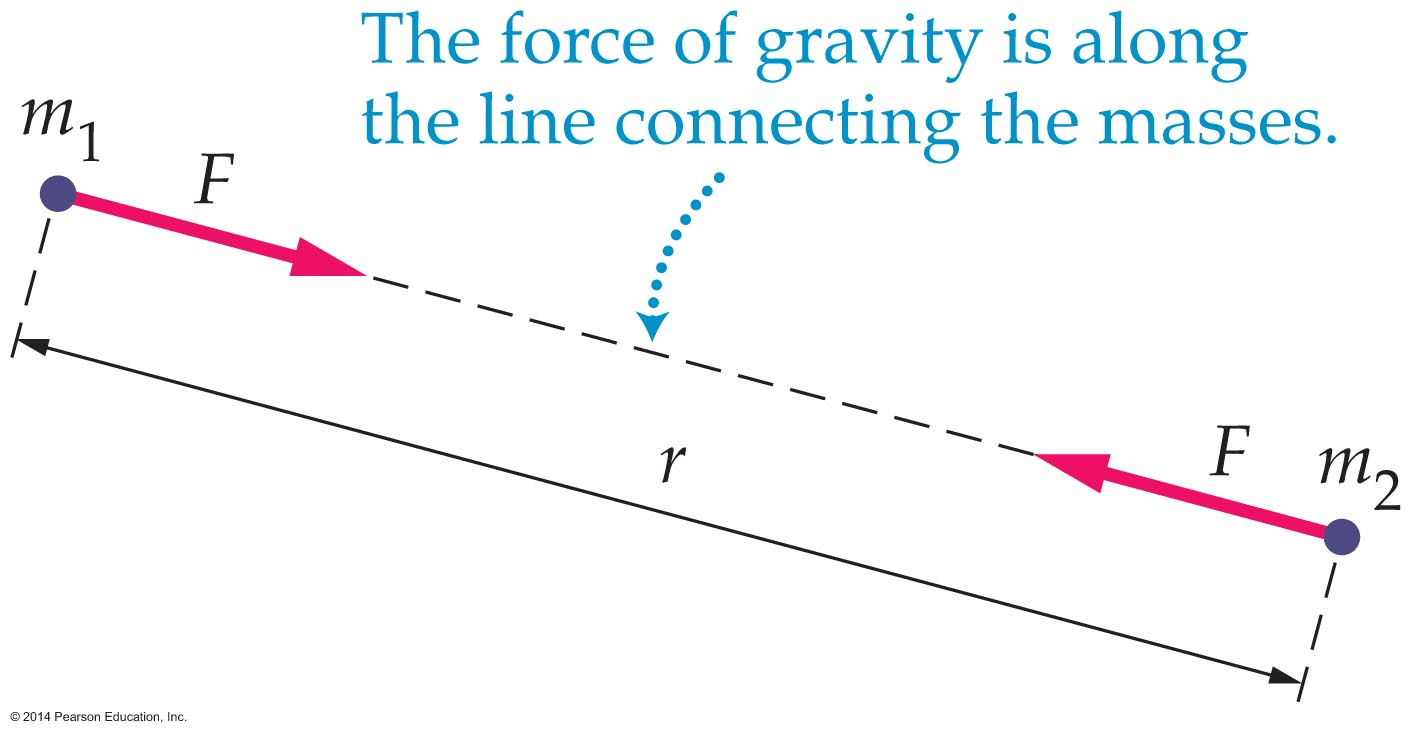 The force of gravity is along
the line connecting the masses.
m₁
F
r
F
m₂
© 2014 Pearson Education, Inc.